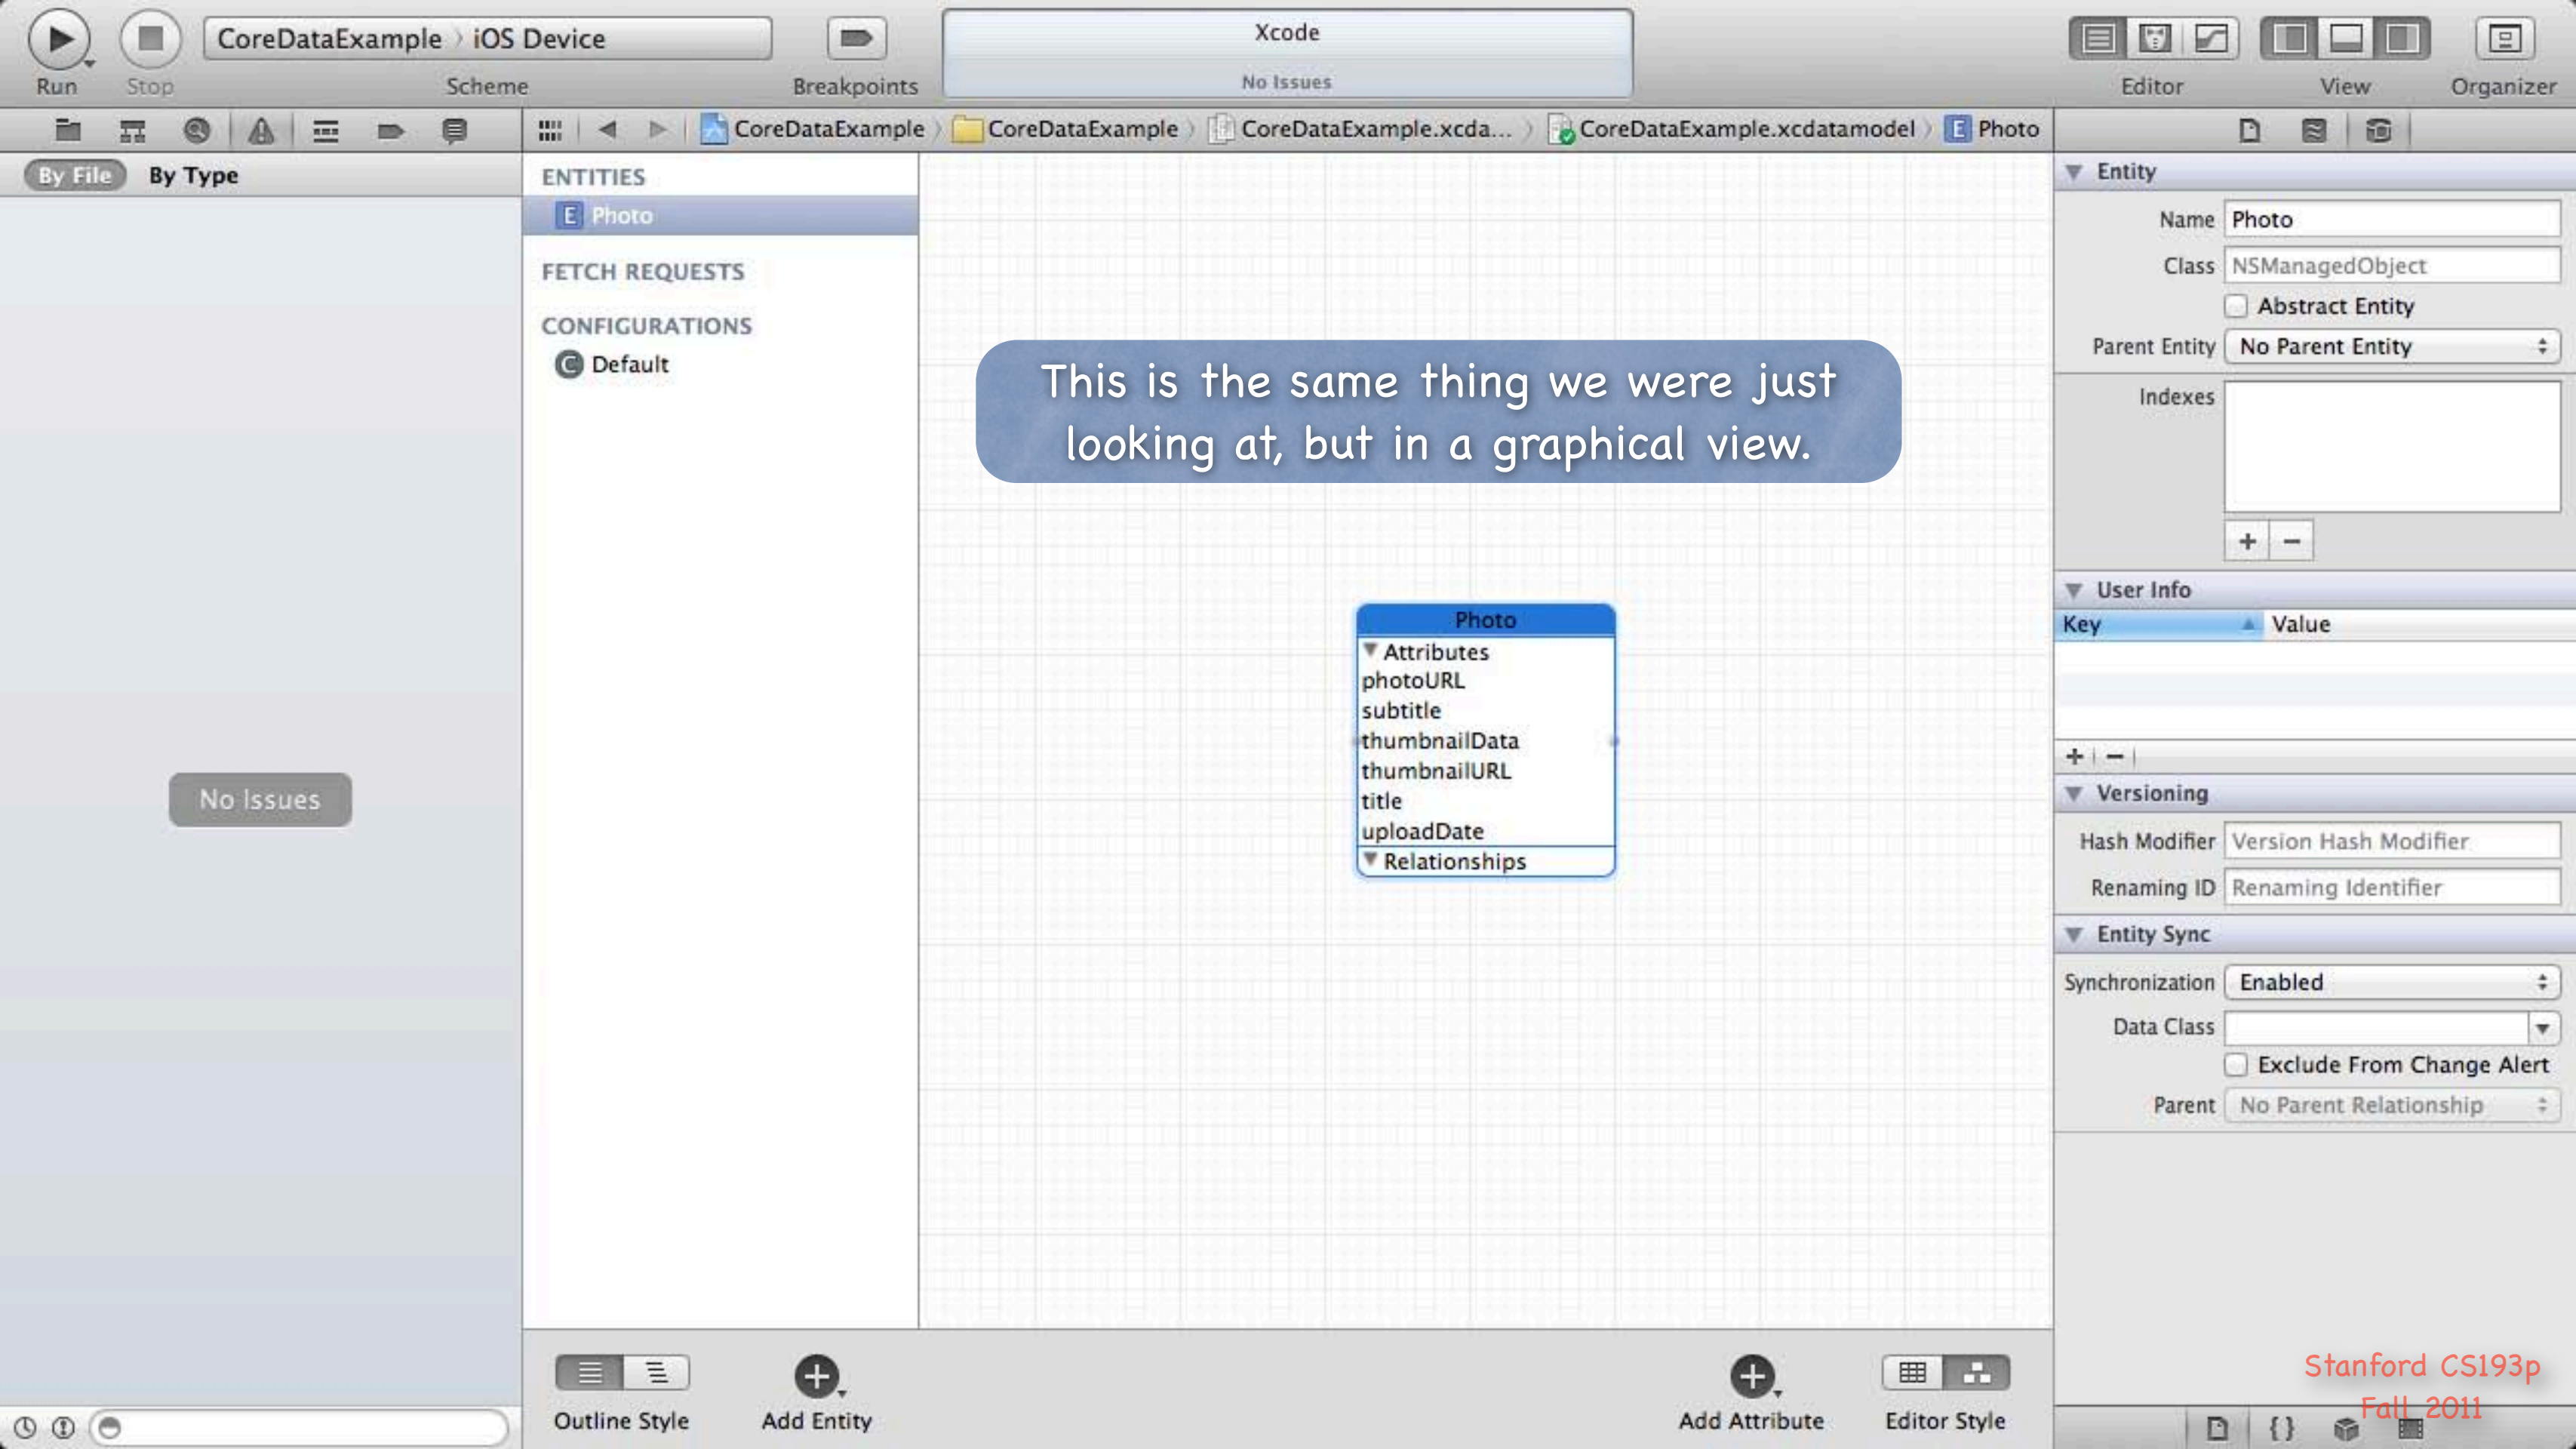 CoreDataExample › iOS Device
Xcode
No Issues
Run
Stop
Scheme
Breakpoints
Editor
View
Organizer
CoreDataExample
CoreDataExample
CoreDataExample.xcda...
CoreDataExample.xcdatamodel
E Photo
By File
By Type
No Issues
ENTITIES
E Photo
FETCH REQUESTS
CONFIGURATIONS
C Default
This is the same thing we were just
looking at, but in a graphical view.
Photo
Attributes
photoURL
subtitle
thumbnailData
thumbnailURL
title
uploadDate
Relationships
Outline Style
Add Entity
Add Attribute
Editor Style
Entity
Name Photo
Class NSManagedObject
Abstract Entity
Parent Entity No Parent Entity
Indexes
+ −
User Info
Key Value
+ −
Versioning
Hash Modifier Version Hash Modifier
Renaming ID Renaming Identifier
Entity Sync
Synchronization Enabled
Data Class
Exclude From Change Alert
Parent No Parent Relationship
Stanford CS193p
Fall 2011
{ }